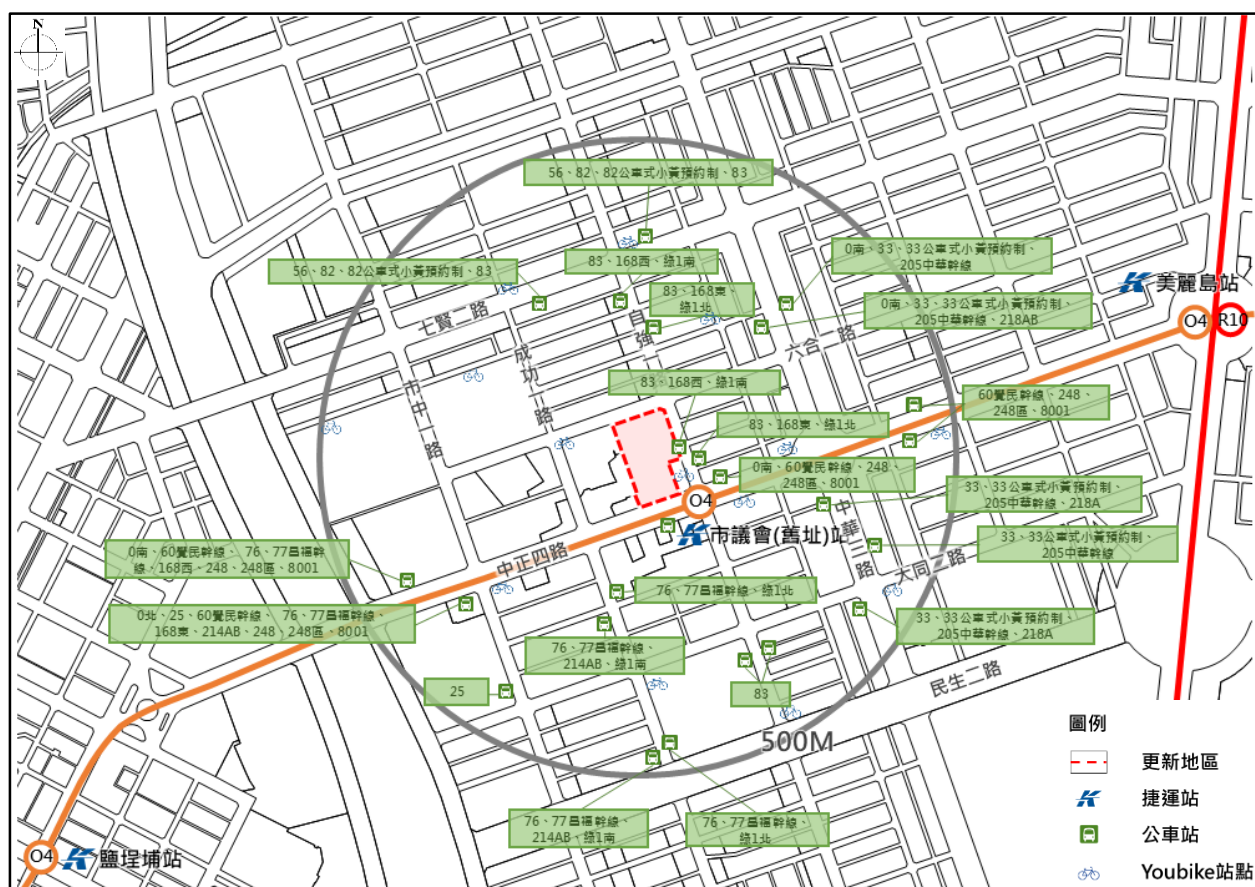 N
56、82、82公車式小黃預約制、83
56、82、82公車式小黃預約制、83
83、168西、綠1南
83、168東、
綠1北
0南、33、33公車式小黃預約制、
205中華幹線
0南、33、33公車式小黃預約制、
205中華幹線、218AB
美麗島站
O4
R10
七賢二路
自強一路
成功一路
市中一路
六合二路
83、168西、綠1南
83、168東、綠1北
60覺民幹線、248、
248區、8001
0南、60覺民幹線、248、
248區、8001
O4
市議會(舊址)站
33、33公車式小黃預約制、
205中華幹線、218A
中華三路
33、33公車式小黃預約制、
205中華幹線
大同二路
中正四路
0南、60覺民幹線、 76、77昌福幹
線、168西、248、248區、8001
0北、25、60覺民幹線、 76、77昌福幹線、
168東、214AB、248、248區、8001
76、77昌福幹線、綠1北
33、33公車式小黃預約制、
205中華幹線、218A
76、77昌福幹線、
214AB、綠1南
25
83
民生二路
500M
76、77昌福幹線、
214AB、綠1南
76、77昌福幹線、
綠1北
O4
鹽埕埔站
圖例
更新地區
捷運站
公車站
Youbike站點